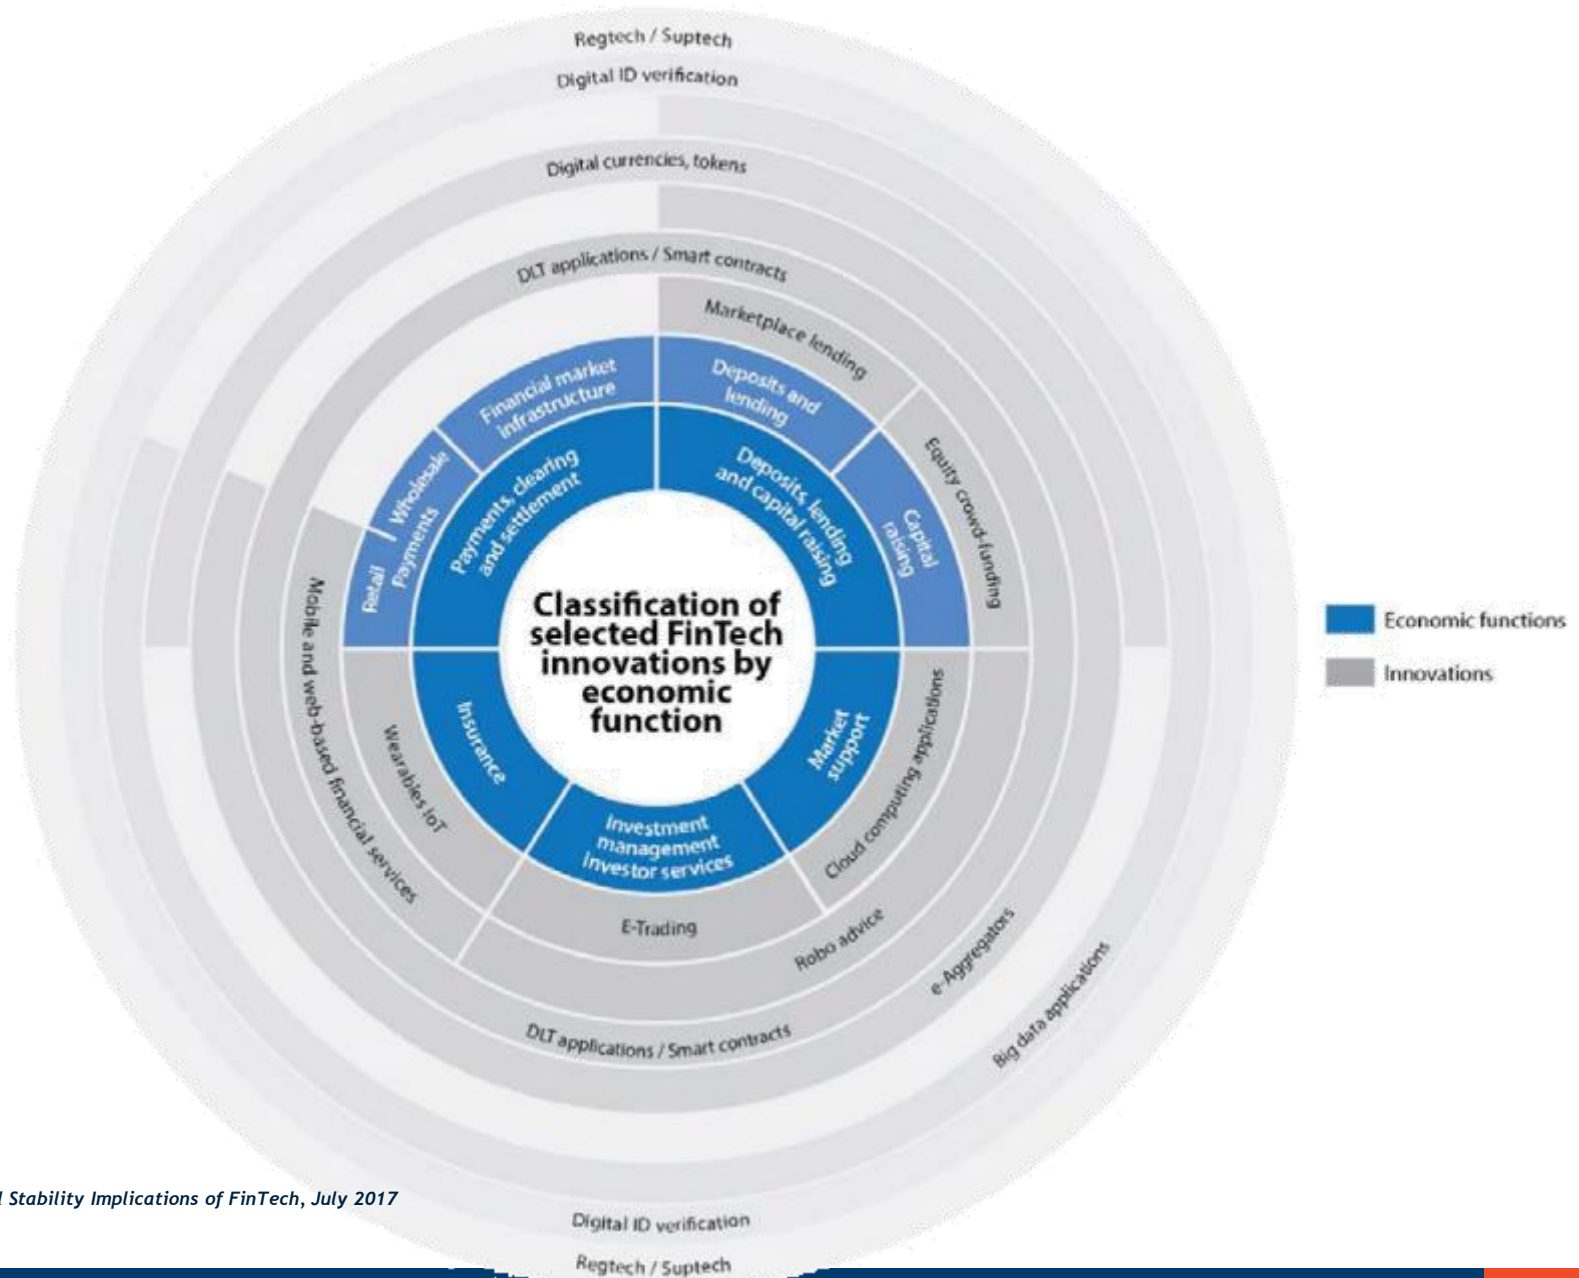 Regtech / Suptech
Digital ID verification
Digital currencies, tokens
DLT applications / Smart contracts
Marketplace lending
Equity crowd-funding
Financial market
infrastructure
Deposits and
lending
Capital
raising
Wholesale
Retail
Payments
Payments, clearing
and settlement
Deposits, lending
and capital raising
Classification of
selected FinTech
innovations by
economic
function
Economic functions
Innovations
Insurance
Market
support
Investment
management
Investor services
Mobile and web-based financial services
Wearables IoT
Cloud computing applications
E-Trading
Robo advice
e-Aggregators
Big data applications
DLT applications / Smart contracts
Stability Implications of FinTech, July 2017
Digital ID verification
Regtech / Suptech